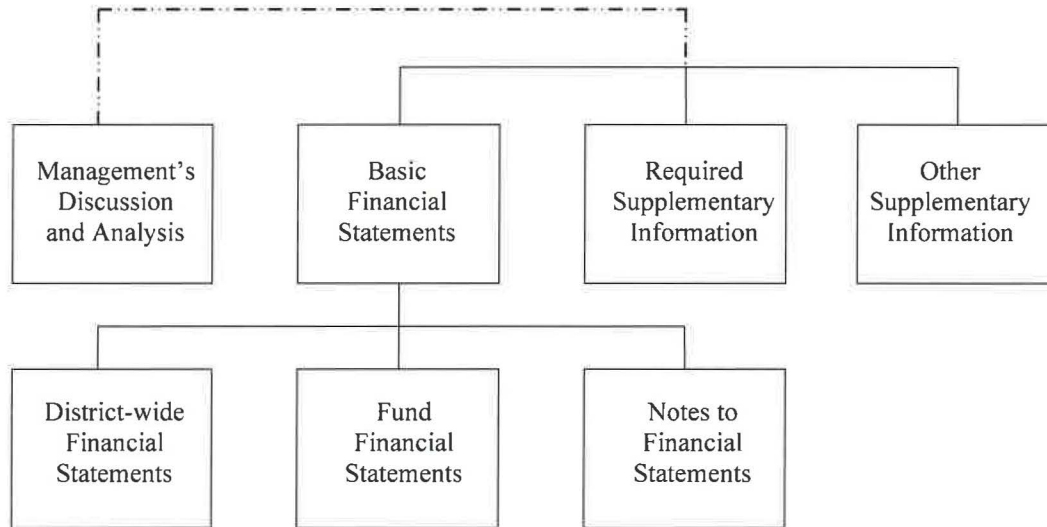 Management's
Discussion
and Analysis
Basic
Financial
Statements
Required
Supplementary
Information
Other
Supplementary
Information
District-wide
Financial
Statements
Fund
Financial
Statements
Notes to
Financial
Statements